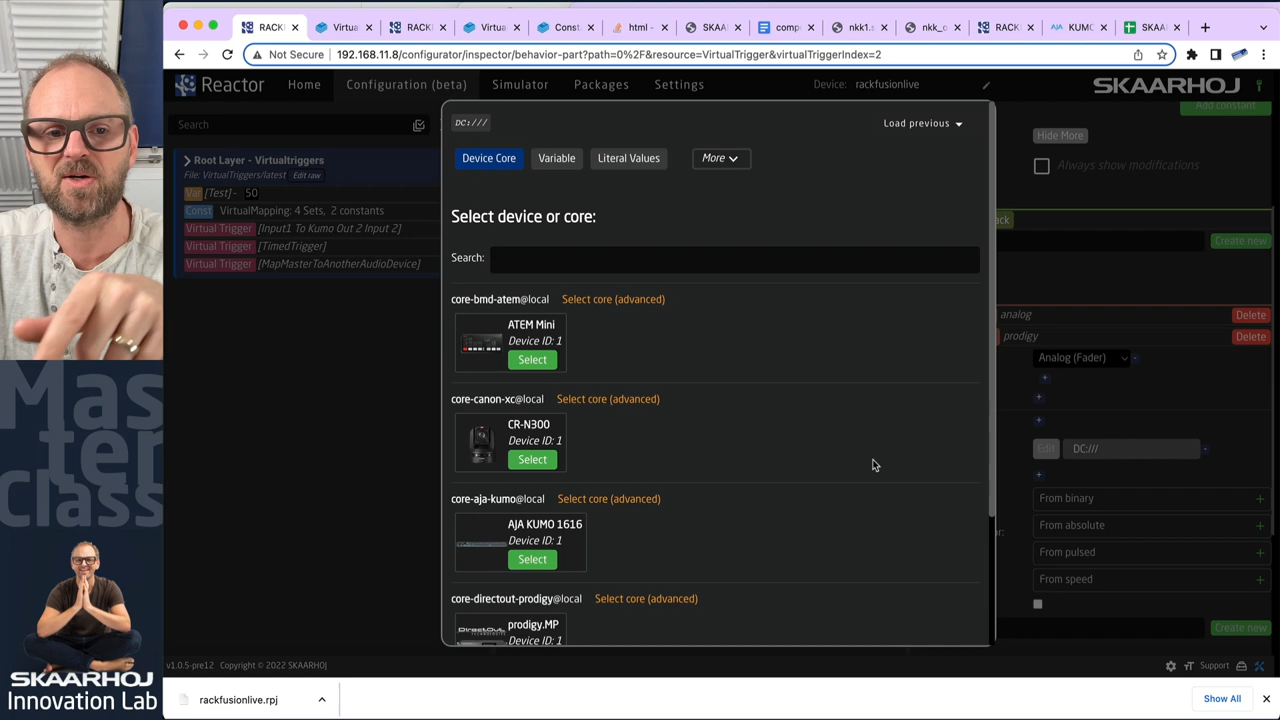 RACKF
Virtua
RACKF
Virtua
Const
html -
SKAA
comp
nkk1.s
nkk_c
RACKF
KUMO
SKAA
Not Secure
192.168.11.8/configurator/inspector/behavior-part?path=0%2F&resource=VirtualTrigger&virtualTriggerIndex=2
Reactor
Home
Configuration (beta)
Simulator
Packages
Settings
Device: rackfusionlive
SKAARHOJ
Search
DC:///
Load previous
Add constant
Hide More
Always show modifications
Device Core
Variable
Literal Values
More
Root Layer - Virtualtriggers
File: VirtualTriggers/latest Edit raw
Var [Test]- 50
Const VirtualMapping: 4 Sets, 2 constants
Virtual Trigger [Input1 To Kumo Out 2 Input 2]
Virtual Trigger [TimedTrigger]
Virtual Trigger [MapMasterToAnotherAudioDevice]
Select device or core:
Search:
ack
Create new
core-bmd-atem@local Select core (advanced)
ATEM Mini
Device ID: 1
Select
analog
Delete
prodigy
Delete
Analog (Fader)
core-canon-xc@local Select core (advanced)
CR-N300
Device ID: 1
Select
Edit DC:///
core-aja-kumo@local Select core (advanced)
AJA KUMO 1616
Device ID: 1
Select
From binary
From absolute
From pulsed
From speed
core-directout-prodigy@local Select core (advanced)
DirectOut
prodigy.MP
Device ID: 1
Create new
v1.0.5-pre12 Copyright © 2022 SKAARHOJ
Support
rackfusionlive.rpj
Show All
Mas
ter
Class
SKAARHOJ
Innovation Lab